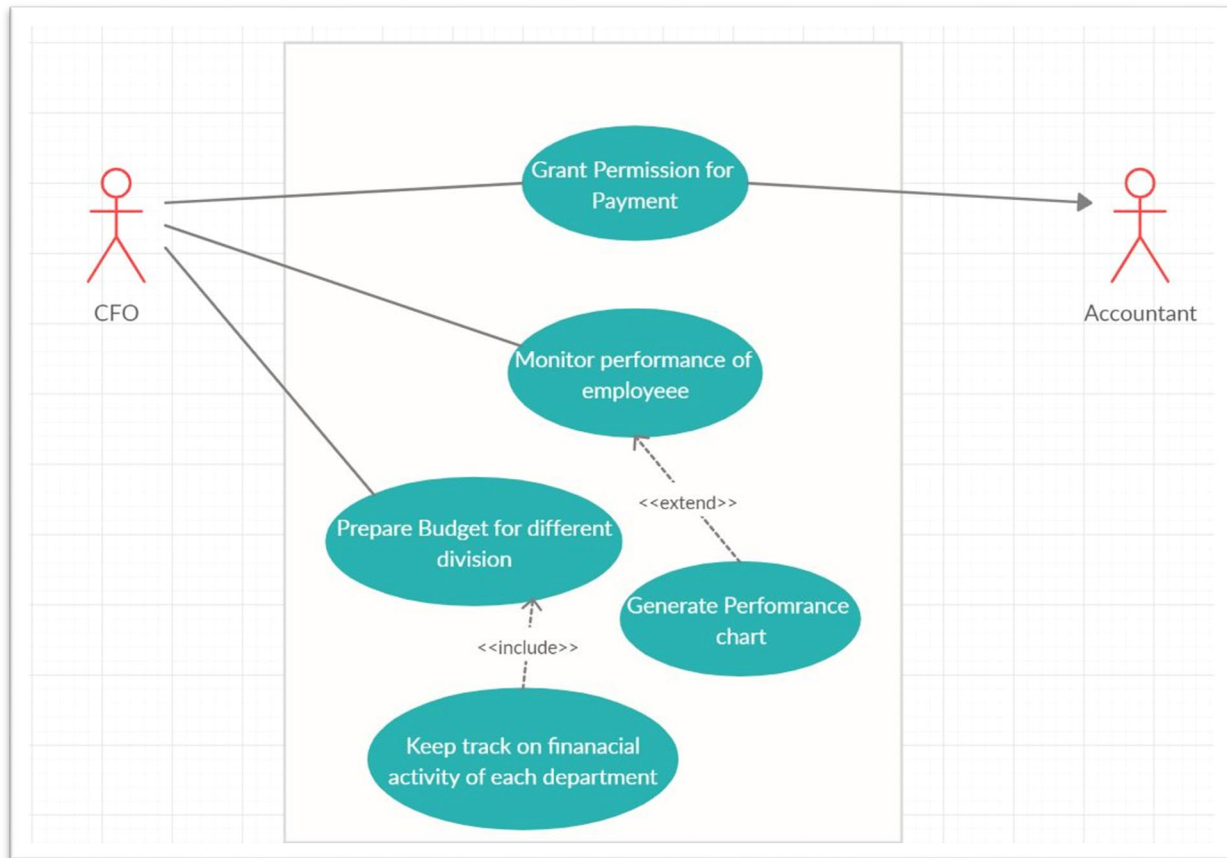 Grant Permission for
Payment
CFO
Accountant
Monitor performance of
employeee
<<extend>>
Prepare Budget for different
division
Generate Perfomrance
chart
<<include>>
Keep track on finanacial
activity of each department